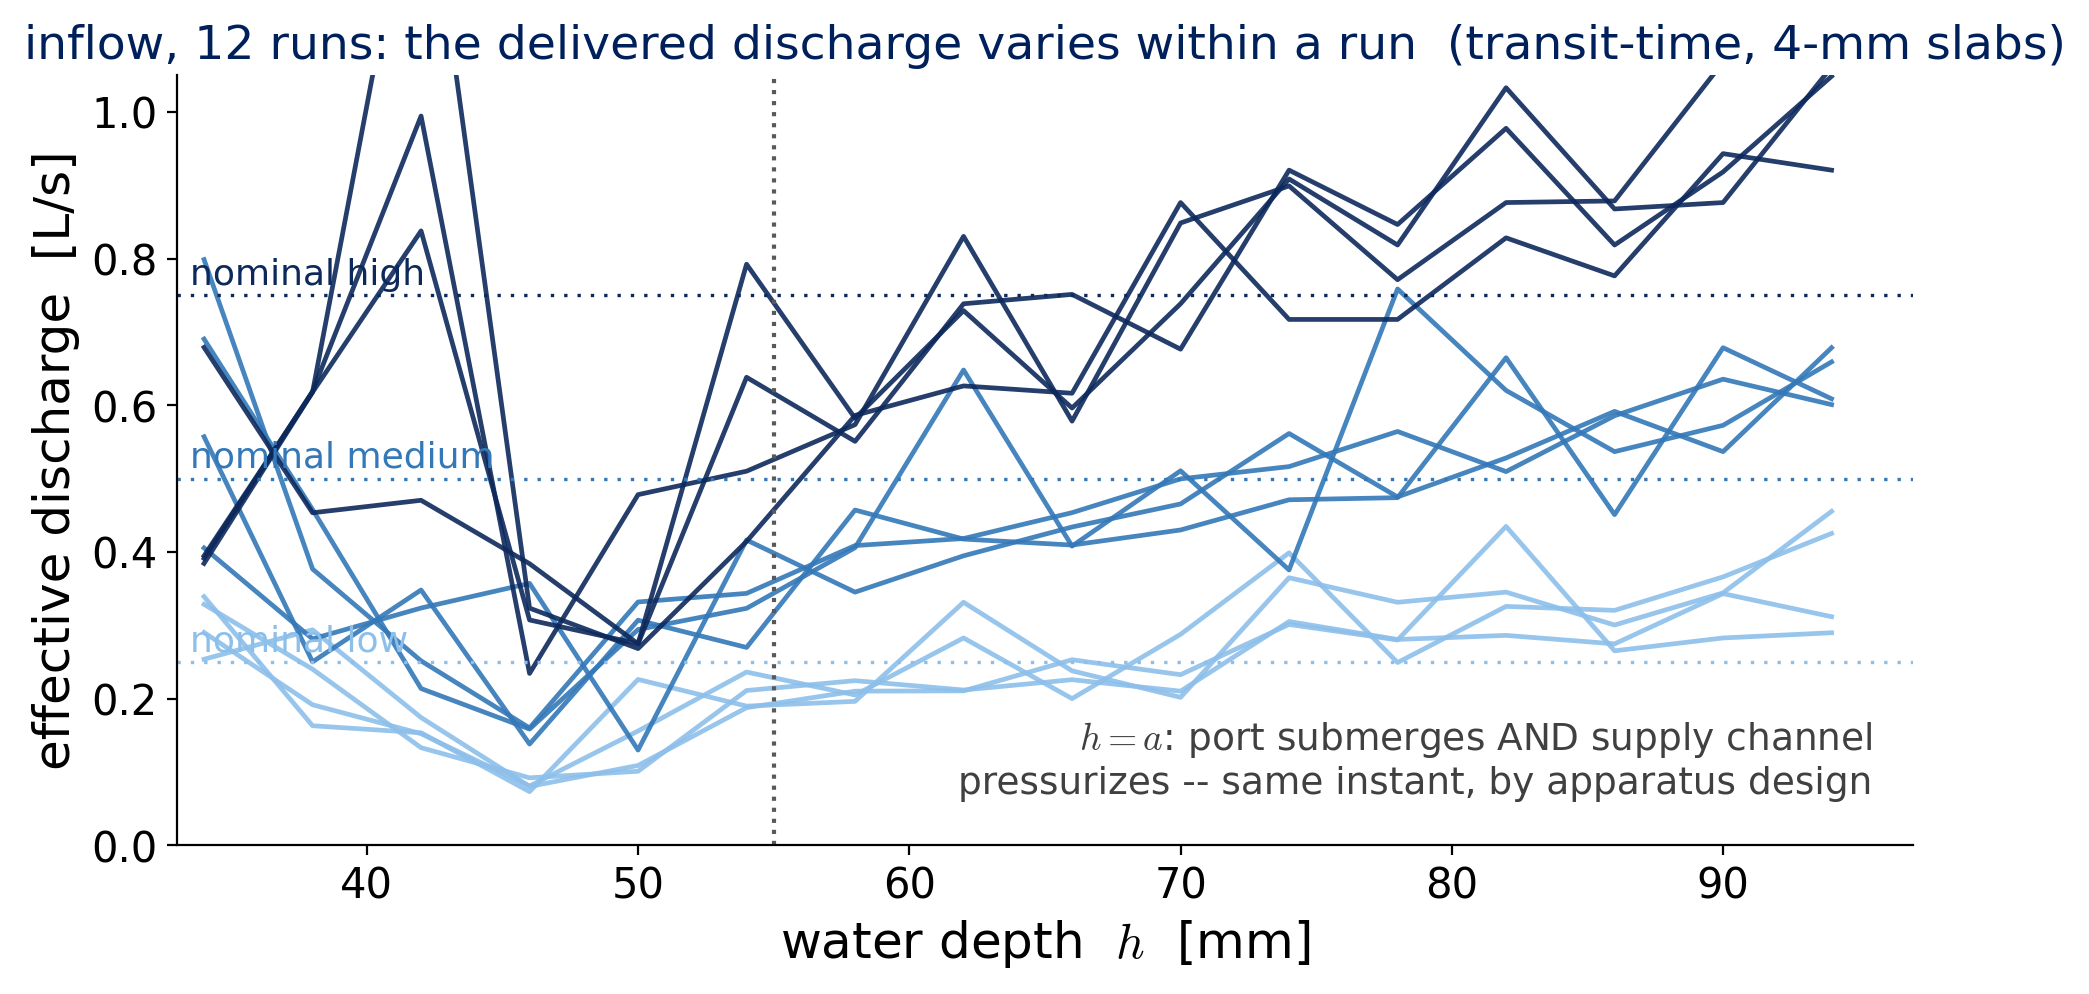 inflow, 12 runs: the delivered discharge varies within a run (transit-time, 4-mm slabs)
effective discharge [L/s]
1.0
0.8
0.6
0.4
0.2
0.0
nominal high
nominal medium
nominal low
h = a: port submerges AND supply channel
pressurizes -- same instant, by apparatus design
40 50 60 70 80 90
water depth h [mm]